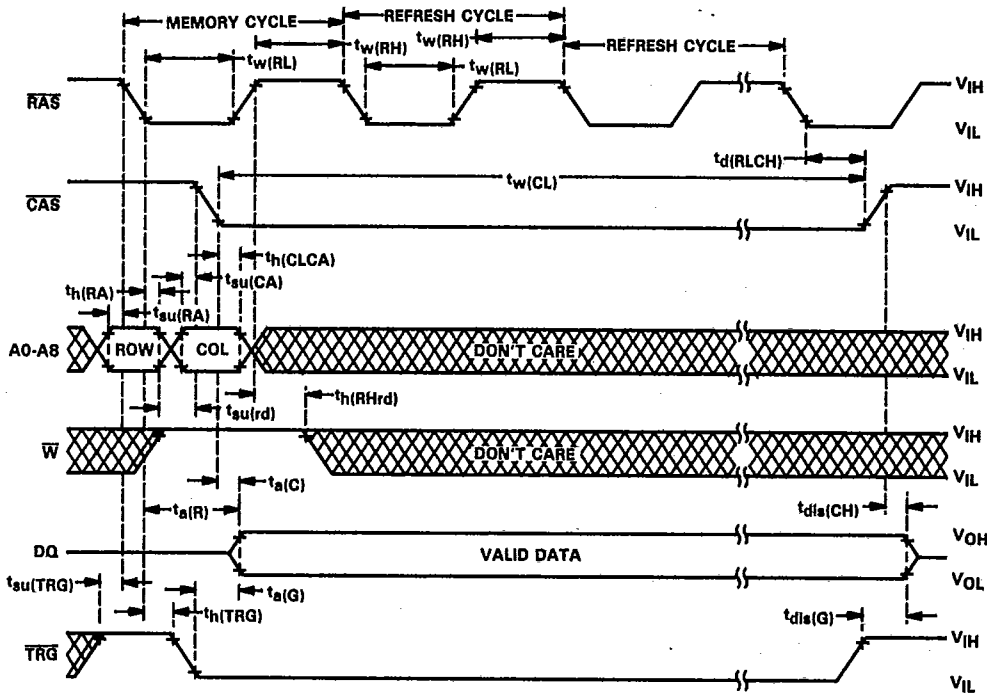 MEMORY CYCLE
REFRESH CYCLE
tw(RH)
tw(RH)
REFRESH CYCLE
tw(RL)
tw(RL)
RAS
VIH
VIL
td(RLCH)
tw(CL)
CAS
VIH
VIL
th(CLCA)
tsu(CA)
th(RA)
tsu(RA)
A0-A8
ROW
COL
DON'T CARE
VIH
VIL
tsu(rd)
th(RHrd)
W
DON'T CARE
VIH
VIL
ta(C)
ta(R)
tdis(CH)
DQ
VALID DATA
VOH
VOL
tsu(TRG)
th(TRG)
ta(G)
tdis(G)
TRG
VIH
VIL